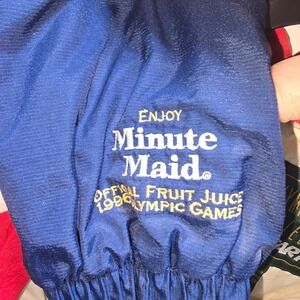 ENJOY
Minute
Maid®
OFFICIAL FRUIT JUICE
1996 OLYMPIC GAMES